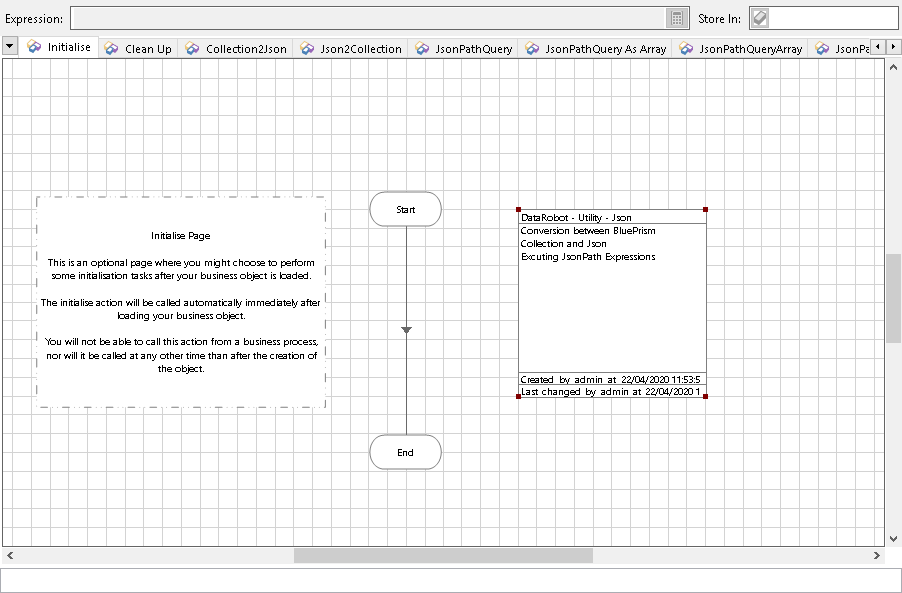 Expression:
Store In:
Initialise
Clean Up
Collection2Json
Json2Collection
JsonPathQuery
JsonPathQuery As Array
JsonPathQueryArray
JsonPa
Initialise Page
This is an optional page where you might choose to perform
some initialisation tasks after your business object is loaded.
The initialise action will be called automatically immediately after
loading your business object.
You will not be able to call this action from a business process,
nor will it be called at any other time than after the creation of
the object.
Start
End
DataRobot - Utility - Json
Conversion between BluePrism
Collection and Json
Excuting JsonPath Expressions
Created by admin at 22/04/2020 11:53:5
Last changed by admin at 22/04/2020 1